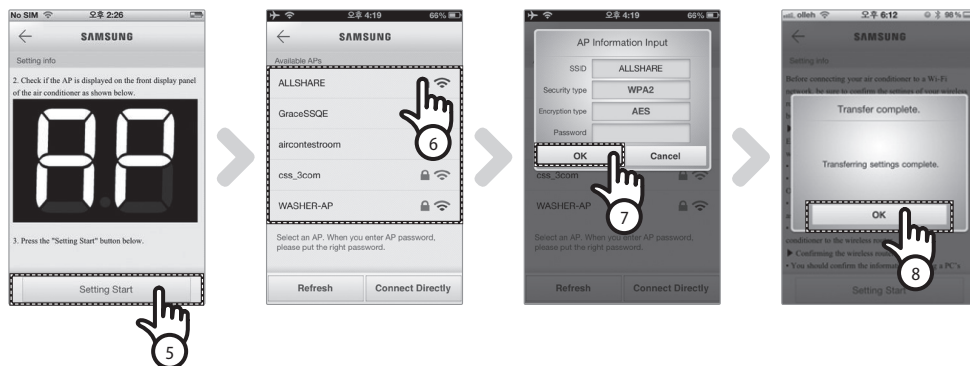 No SIM 오후 2:26
SAMSUNG
Setting info
2. Check if the AP is displayed on the front display panel
of the air conditioner as shown below.
AP
3. Press the "Setting Start" button below.
Setting Start
5
오후 4:19 66%
SAMSUNG
Available APs
ALLSHARE
GraceSSQE
aircontestroom
css_3com
WASHER-AP
Select an AP. When you enter AP password,
please put the right password.
Refresh Connect Directly
6
오후 4:19 66%
AP Information Input
SSID ALLSHARE
Security type WPA2
Encryption type AES
Password
OK Cancel
css_3com
WASHER-AP
Select an AP. When you enter AP password,
please put the right password.
Refresh Connect Directly
7
olleh 오후 6:12 98%
SAMSUNG
Setting info
Before connecting your air conditioner to a Wi-Fi
network, be sure to confirm the settings of your wireless
Transfer complete.
Transferring settings complete.
OK
conditioner to the wireless
▶ Confirming the wireless
• You should confirm the a PC's
Setting Start
8